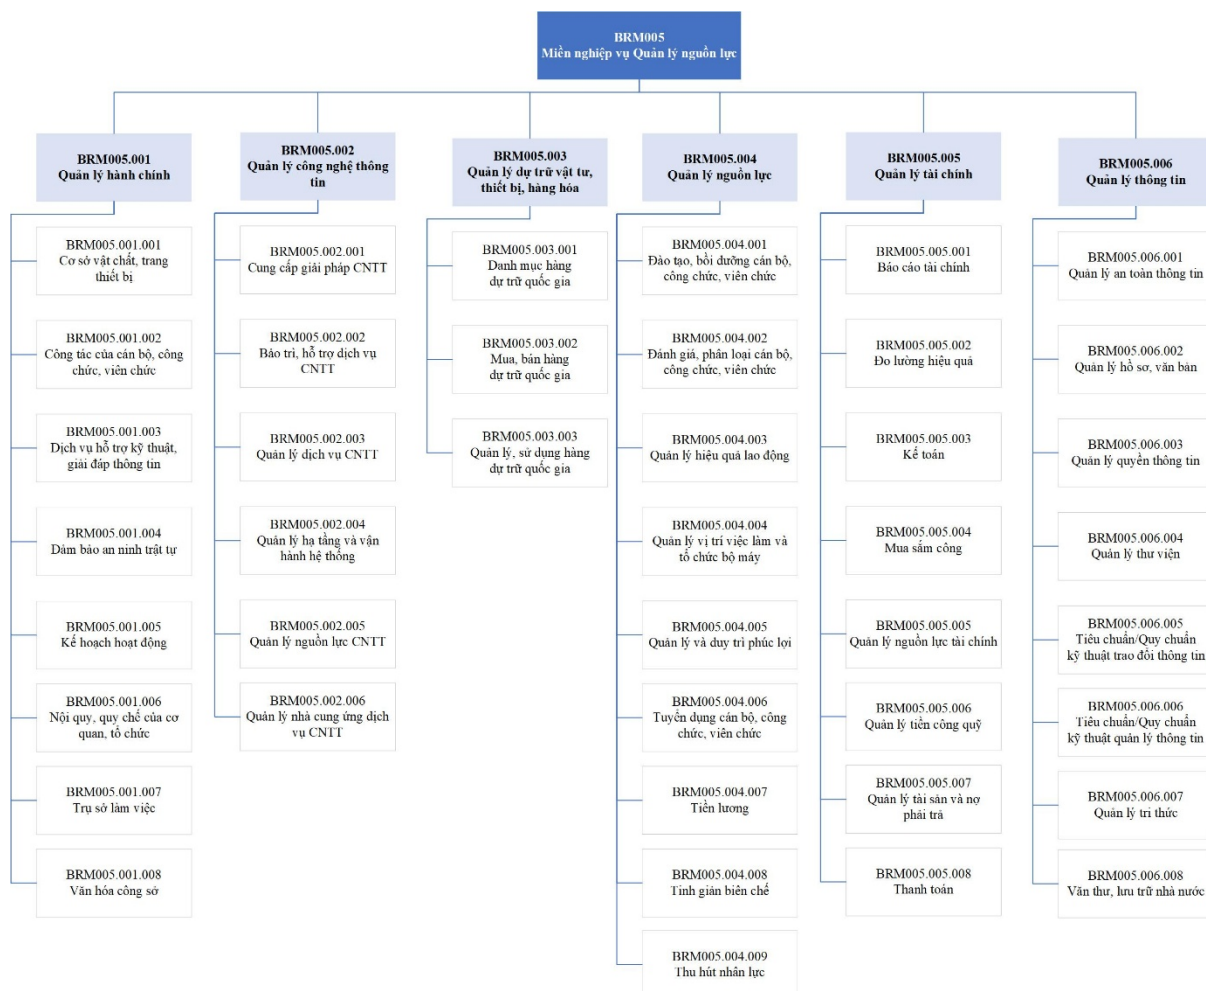 BRM005
Miền nghiệp vụ Quản lý nguồn lực
BRM005.001
Quản lý hành chính
BRM005.001.001
Cơ sở vật chất, trang
thiết bị
BRM005.001.002
Công tác của cán bộ, công
chức, viên chức
BRM005.001.003
Dịch vụ hỗ trợ kỹ thuật,
giải đáp thông tin
BRM005.001.004
Đảm bảo an ninh trật tự
BRM005.001.005
Kế hoạch hoạt động
BRM005.001.006
Nội quy, quy chế của cơ
quan, tổ chức
BRM005.001.007
Trụ sở làm việc
BRM005.001.008
Văn hóa công sở
BRM005.002
Quản lý công nghệ thông
tin
BRM005.002.001
Cung cấp giải pháp CNTT
BRM005.002.002
Bảo trì, hỗ trợ dịch vụ
CNTT
BRM005.002.003
Quản lý dịch vụ CNTT
BRM005.002.004
Quản lý hạ tầng và vận
hành hệ thống
BRM005.002.005
Quản lý nguồn lực CNTT
BRM005.002.006
Quản lý nhà cung ứng dịch
vụ CNTT
BRM005.003
Quản lý dự trữ vật tư,
thiết bị, hàng hóa
BRM005.003.001
Danh mục hàng
dự trữ quốc gia
BRM005.003.002
Mua, bán hàng
dự trữ quốc gia
BRM005.003.003
Quản lý, sử dụng hàng
dự trữ quốc gia
BRM005.004
Quản lý nguồn lực
BRM005.004.001
Đào tạo, bồi dưỡng cán bộ,
công chức, viên chức
BRM005.004.002
Đánh giá, phân loại cán bộ,
công chức, viên chức
BRM005.004.003
Quản lý hiệu quả lao động
BRM005.004.004
Quản lý vị trí việc làm và
tổ chức bộ máy
BRM005.004.005
Quản lý và duy trì phúc lợi
BRM005.004.006
Tuyển dụng cán bộ, công
chức, viên chức
BRM005.004.007
Tiền lương
BRM005.004.008
Tinh giản biên chế
BRM005.004.009
Thu hút nhân lực
BRM005.005
Quản lý tài chính
BRM005.005.001
Báo cáo tài chính
BRM005.005.002
Đo lường hiệu quả
BRM005.005.003
Kế toán
BRM005.005.004
Mua sắm công
BRM005.005.005
Quản lý nguồn lực tài chính
BRM005.005.006
Quản lý tiền công quỹ
BRM005.005.007
Quản lý tài sản và nợ
phải trả
BRM005.005.008
Thanh toán
BRM005.006
Quản lý thông tin
BRM005.006.001
Quản lý an toàn thông tin
BRM005.006.002
Quản lý hồ sơ, văn bản
BRM005.006.003
Quản lý quyền thông tin
BRM005.006.004
Quản lý thư viện
BRM005.006.005
Tiêu chuẩn/Quy chuẩn
kỹ thuật trao đổi thông tin
BRM005.006.006
Tiêu chuẩn/Quy chuẩn
kỹ thuật quản lý thông tin
BRM005.006.007
Quản lý tri thức
BRM005.006.008
Văn thư, lưu trữ nhà nước